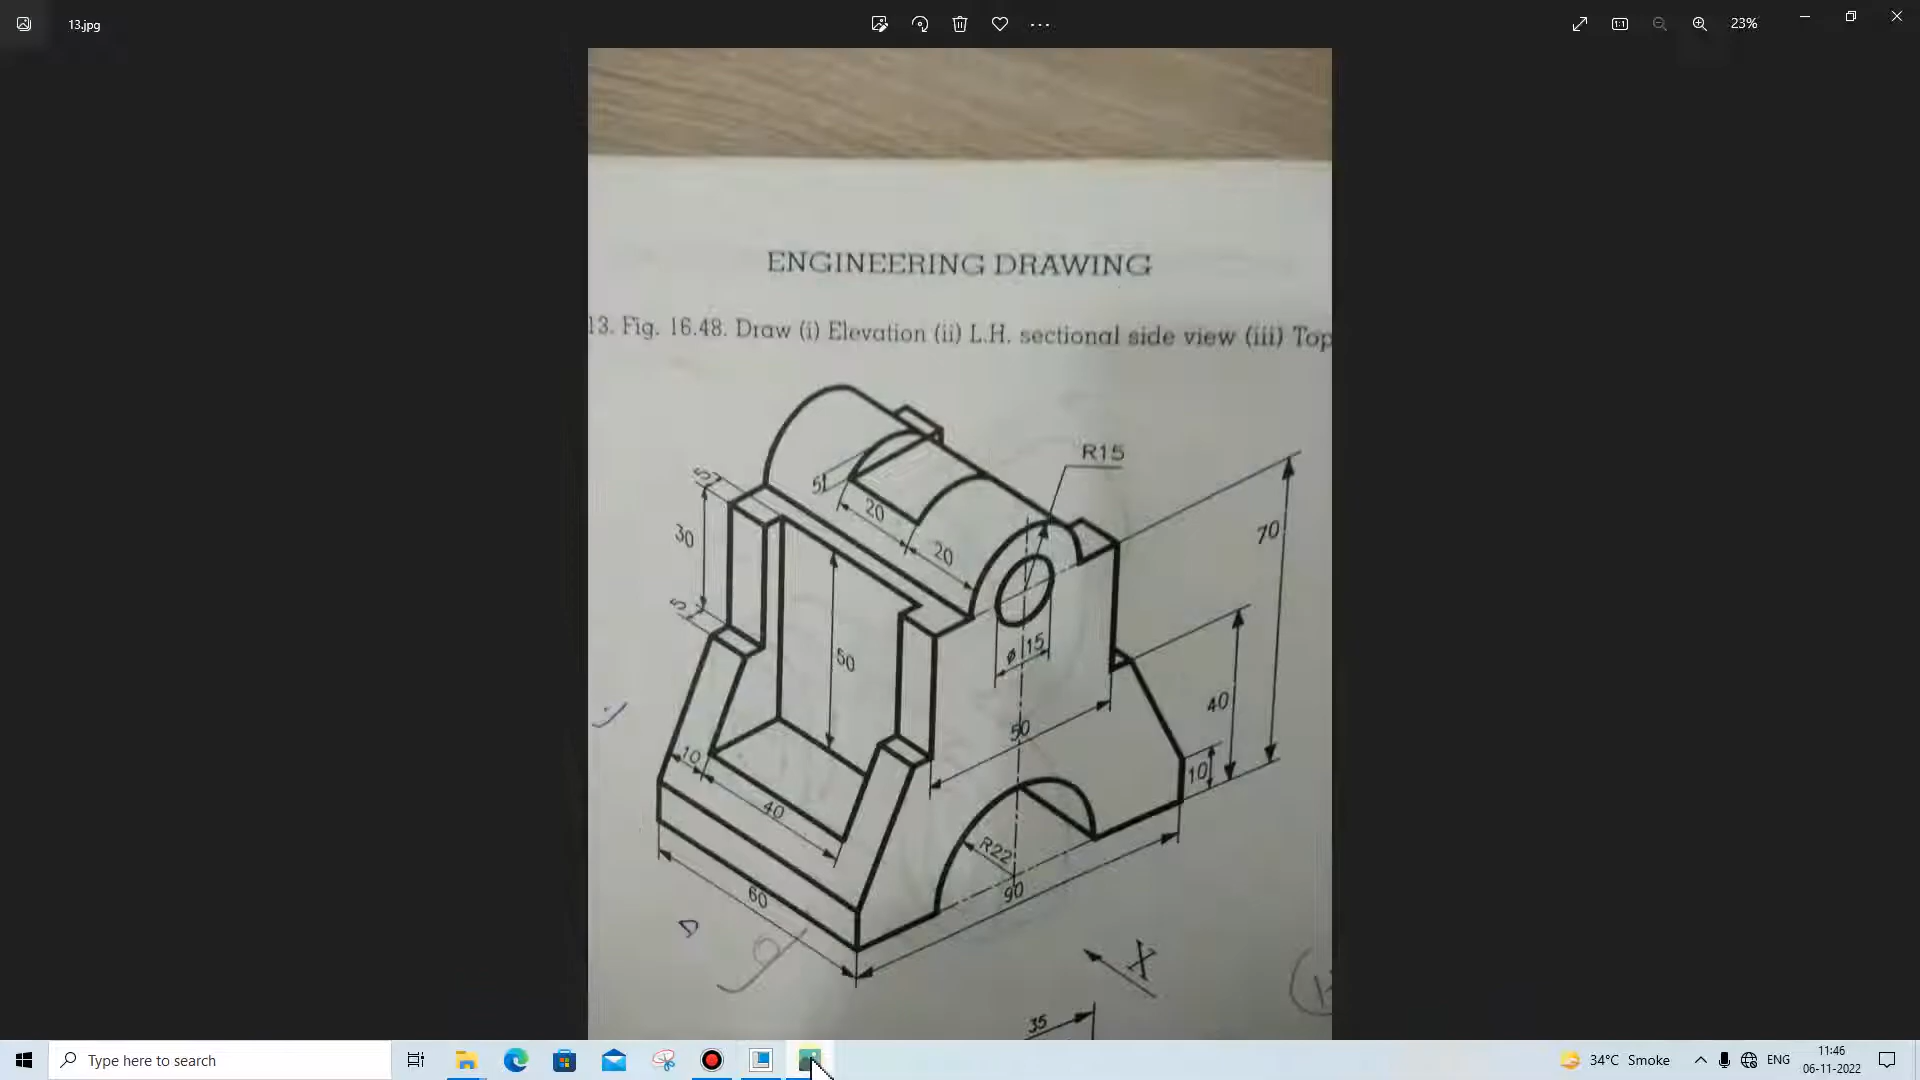 13.jpg
23%
ENGINEERING DRAWING
13. Fig. 16.48. Draw (i) Elevation (ii) L.H. sectional side view (iii) Top
R15
5
5
20
70
30
20
5
50
ϕ 15
50
40
10
10
40
R22
60
90
X
35
Type here to search
34°C Smoke
ENG
11:46
06-11-2022